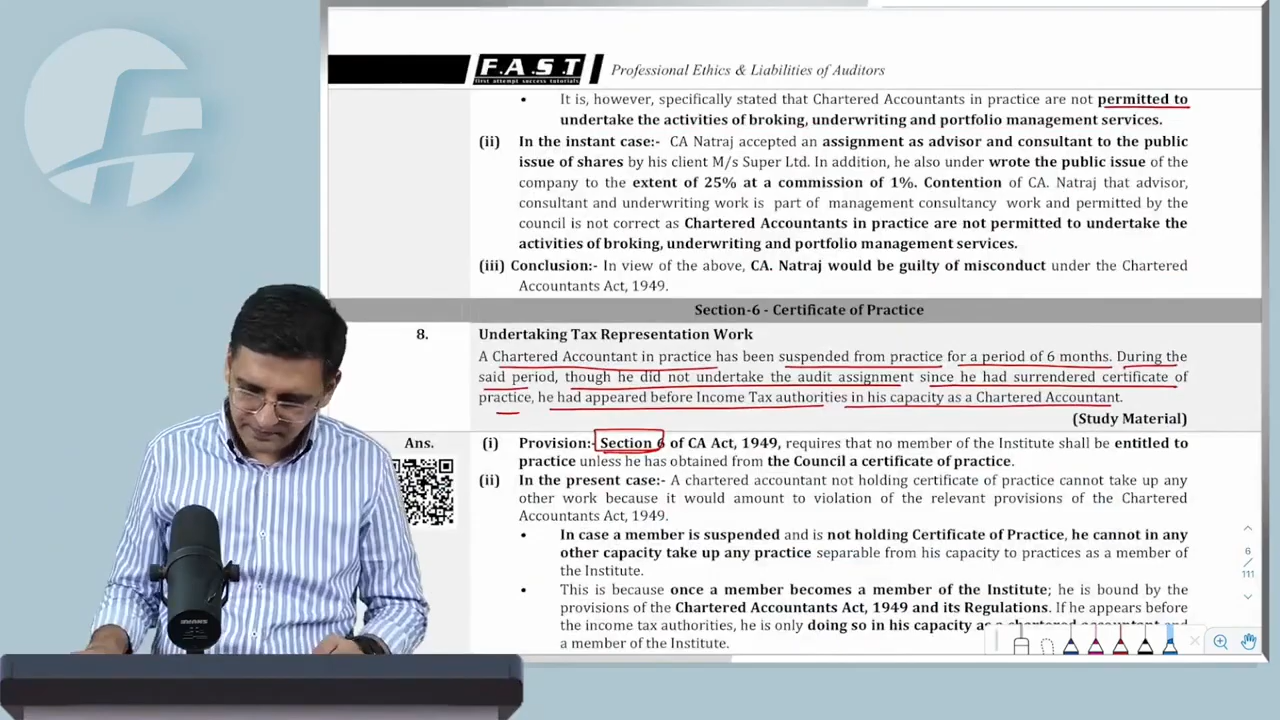 F.A.S.T
first attempt success tutorials
Professional Ethics & Liabilities of Auditors
• It is, however, specifically stated that Chartered Accountants in practice are not permitted to
undertake the activities of broking, underwriting and portfolio management services.
(ii) In the instant case:- CA Natraj accepted an assignment as advisor and consultant to the public
issue of shares by his client M/s Super Ltd. In addition, he also under wrote the public issue of the
company to the extent of 25% at a commission of 1%. Contention of CA. Natraj that advisor,
consultant and underwriting work is part of management consultancy work and permitted by the
council is not correct as Chartered Accountants in practice are not permitted to undertake the
activities of broking, underwriting and portfolio management services.
(iii) Conclusion:- In view of the above, CA. Natraj would be guilty of misconduct under the Chartered
Accountants Act, 1949.
Section-6 - Certificate of Practice
8. Undertaking Tax Representation Work
A Chartered Accountant in practice has been suspended from practice for a period of 6 months. During the
said period, though he did not undertake the audit assignment since he had surrendered certificate of
practice, he had appeared before Income Tax authorities in his capacity as a Chartered Accountant.
(Study Material)
Ans. (i) Provision:- Section 6 of CA Act, 1949, requires that no member of the Institute shall be entitled to
practice unless he has obtained from the Council a certificate of practice.
(ii) In the present case:- A chartered accountant not holding certificate of practice cannot take up any
other work because it would amount to violation of the relevant provisions of the Chartered
Accountants Act, 1949.
• In case a member is suspended and is not holding Certificate of Practice, he cannot in any
other capacity take up any practice separable from his capacity to practices as a member of
the Institute.
• This is because once a member becomes a member of the Institute; he is bound by the
provisions of the Chartered Accountants Act, 1949 and its Regulations. If he appears before
the income tax authorities, he is only doing so in his capacity as a chartered accountant and
a member of the Institute.
6
/
111